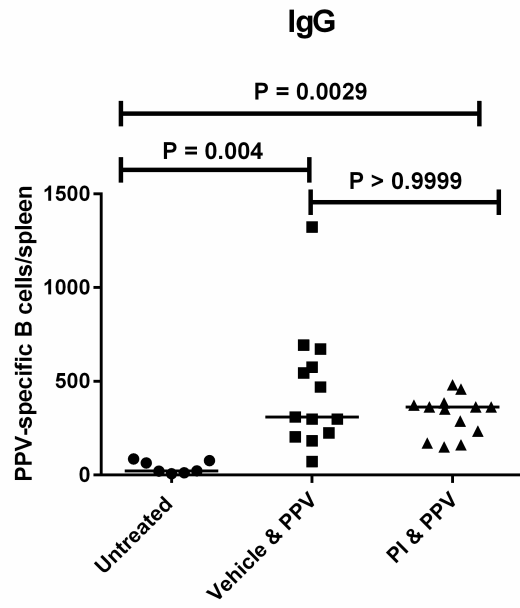 IgG
P = 0.0029
P = 0.004
P > 0.9999
PPV-specific B cells/spleen
1500
1000
500
0
Untreated
Vehicle & PPV
PI & PPV